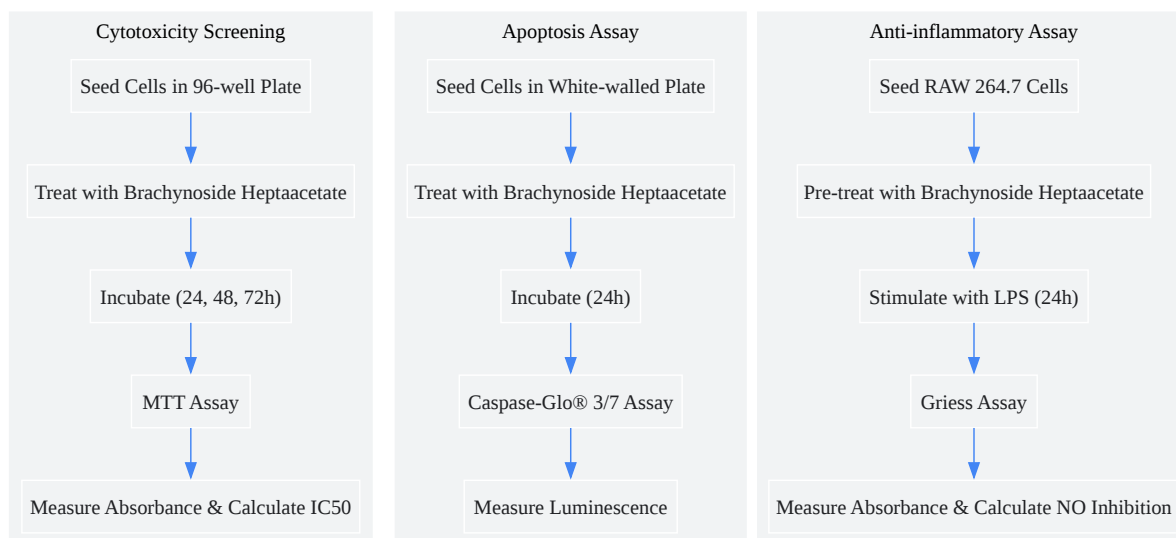 Cytotoxicity Screening
Seed Cells in 96-well Plate
Treat with Brachynoside Heptaacetate
Incubate (24, 48, 72h)
MTT Assay
Measure Absorbance & Calculate IC50
Apoptosis Assay
Seed Cells in White-walled Plate
Treat with Brachynoside Heptaacetate
Incubate (24h)
Caspase-Glo® 3/7 Assay
Measure Luminescence
Anti-inflammatory Assay
Seed RAW 264.7 Cells
Pre-treat with Brachynoside Heptaacetate
Stimulate with LPS (24h)
Griess Assay
Measure Absorbance & Calculate NO Inhibition